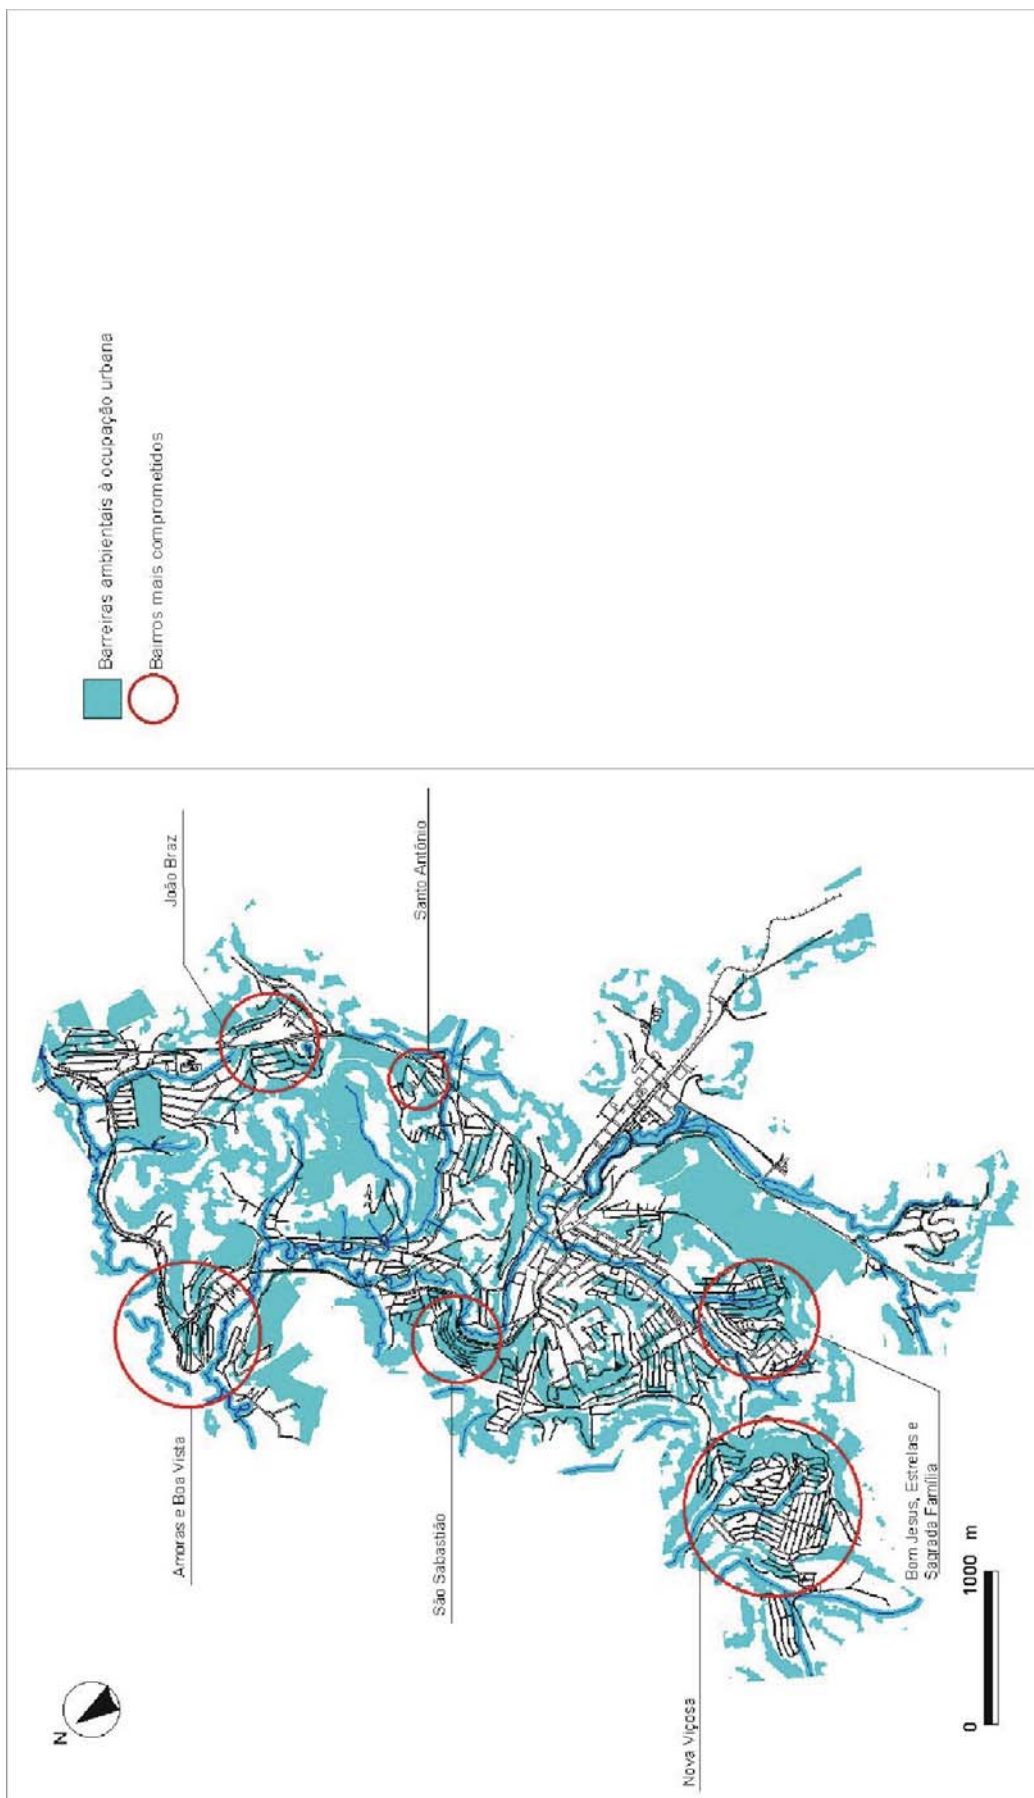 Barreiras ambientais à ocupação urbana
Bairros mais comprometidos
João Braz
Santo Antônio
Amoras e Boa Vista
São Sabastião
Nova Viçosa
Bom Jesus, Estrelas e
Sagrada Família
N
0 1000 m